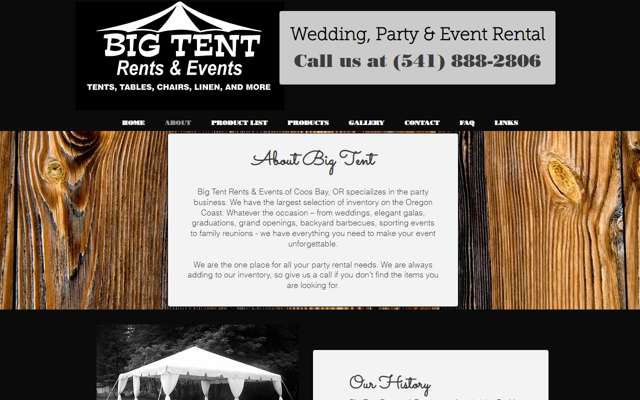 BIG TENT
Rents & Events
TENTS, TABLES, CHAIRS, LINEN, AND MORE
Wedding, Party & Event Rental
Call us at (541) 888-2806
HOME ABOUT PRODUCT LIST PRODUCTS GALLERY CONTACT FAQ LINKS
About Big Tent
Big Tent Rents & Events of Coos Bay, OR specializes in the party
business. We have the largest selection of inventory on the Oregon
Coast. Whatever the occasion – from weddings, elegant galas,
graduations, grand openings, backyard barbecues, sporting events
to family reunions - we have everything you need to make your event
unforgettable.
We are the one place for all your party rental needs. We are always
adding to our inventory, so give us a call if you don't find the items you
are looking for.
Our History